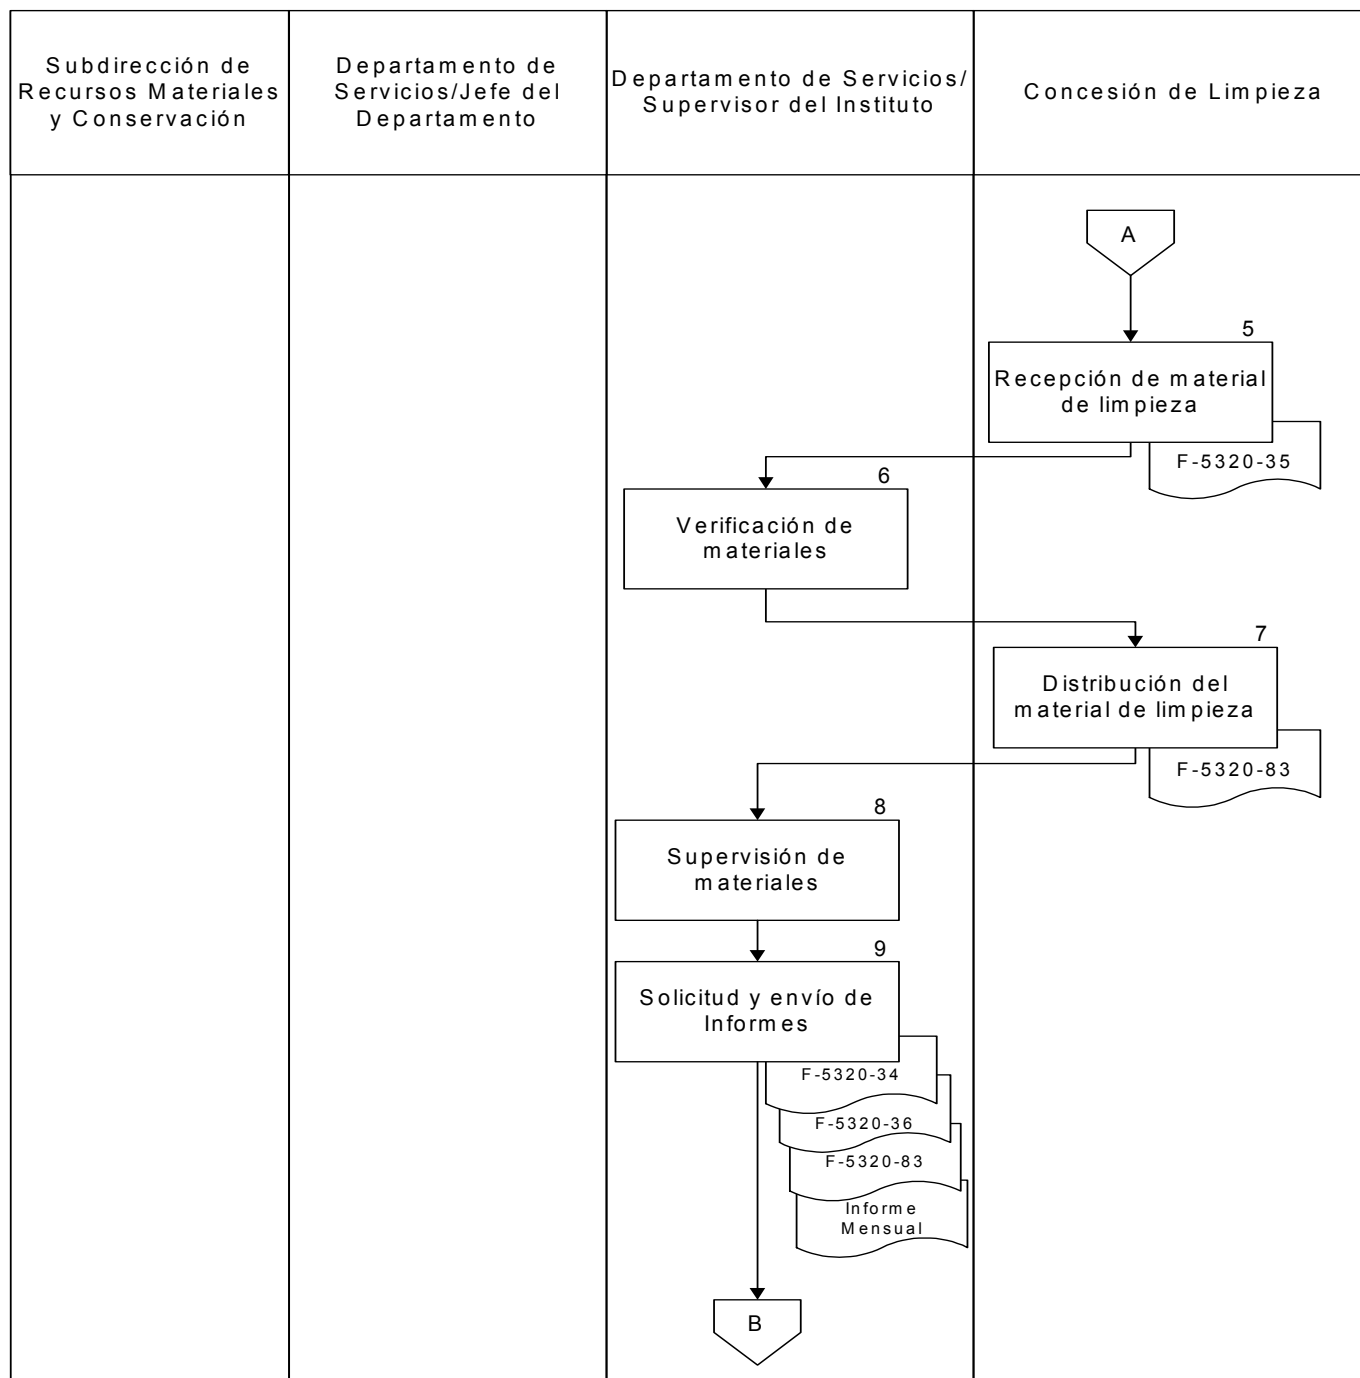 Subdirección de
Recursos Materiales
y Conservación
Departamento de
Servicios/Jefe del
Departamento
Departamento de Servicios/
Supervisor del Instituto
Concesión de Limpieza
A
5
Recepción de material
de limpieza
F-5320-35
6
Verificación de
materiales
7
Distribución del
material de limpieza
F-5320-83
8
Supervisión de
materiales
9
Solicitud y envío de
Informes
F-5320-34
F-5320-36
F-5320-83
Informe
Mensual
B